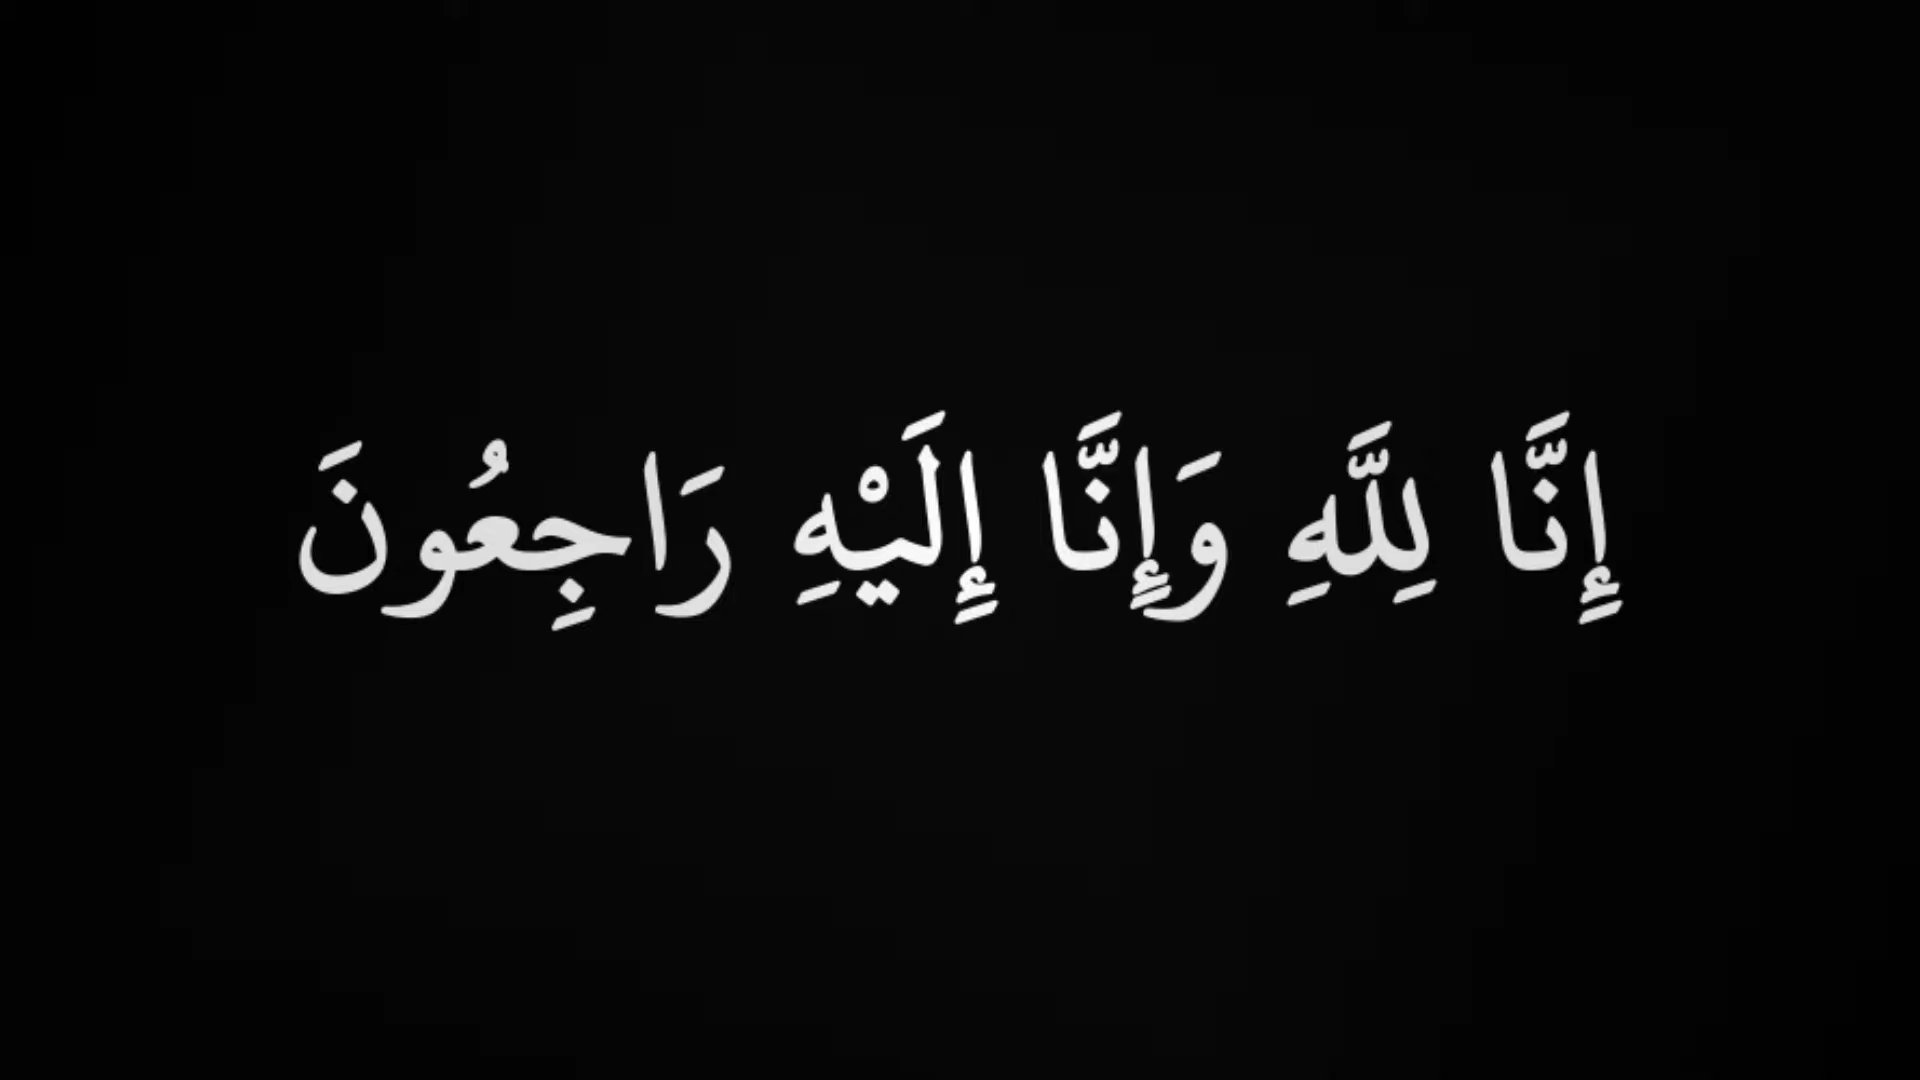 إِنَّا لِلَّهِ وَإِنَّا إِلَيْهِ رَاجِعُونَ